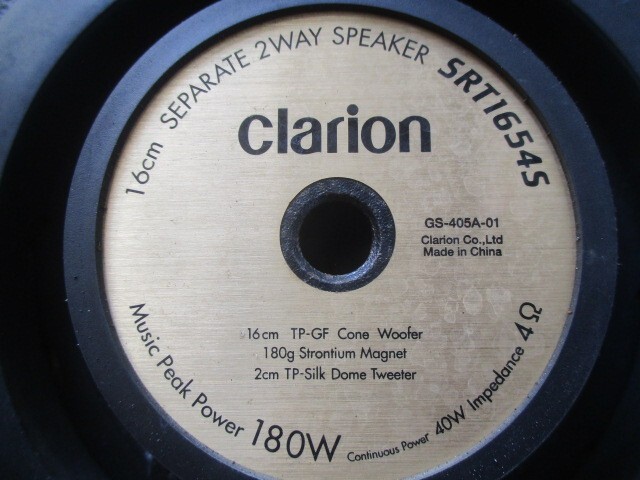 16cm SEPARATE 2WAY SPEAKER SRT1654S
clarion
GS-405A-01
Clarion Co.,Ltd
Made in China
16cm TP-GF Cone Woofer
180g Strontium Magnet
2cm TP-Silk Dome Tweeter
Music Peak Power 180W Continuous Power 40W Impedance 4Ω